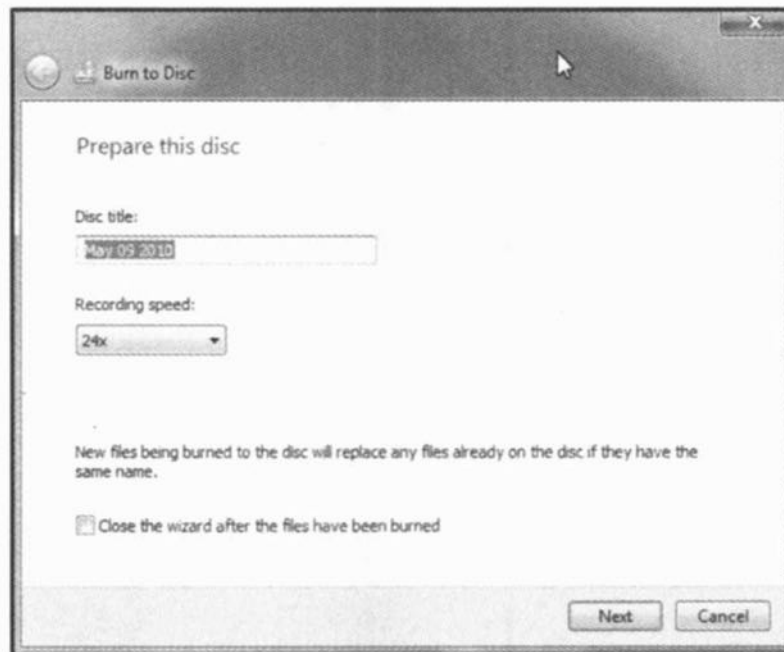 Burn to Disc
Prepare this disc
Disc title:
May 09 2010
Recording speed:
24x
New files being burned to the disc will replace any files already on the disc if they have the
same name.
Close the wizard after the files have been burned
Next
Cancel